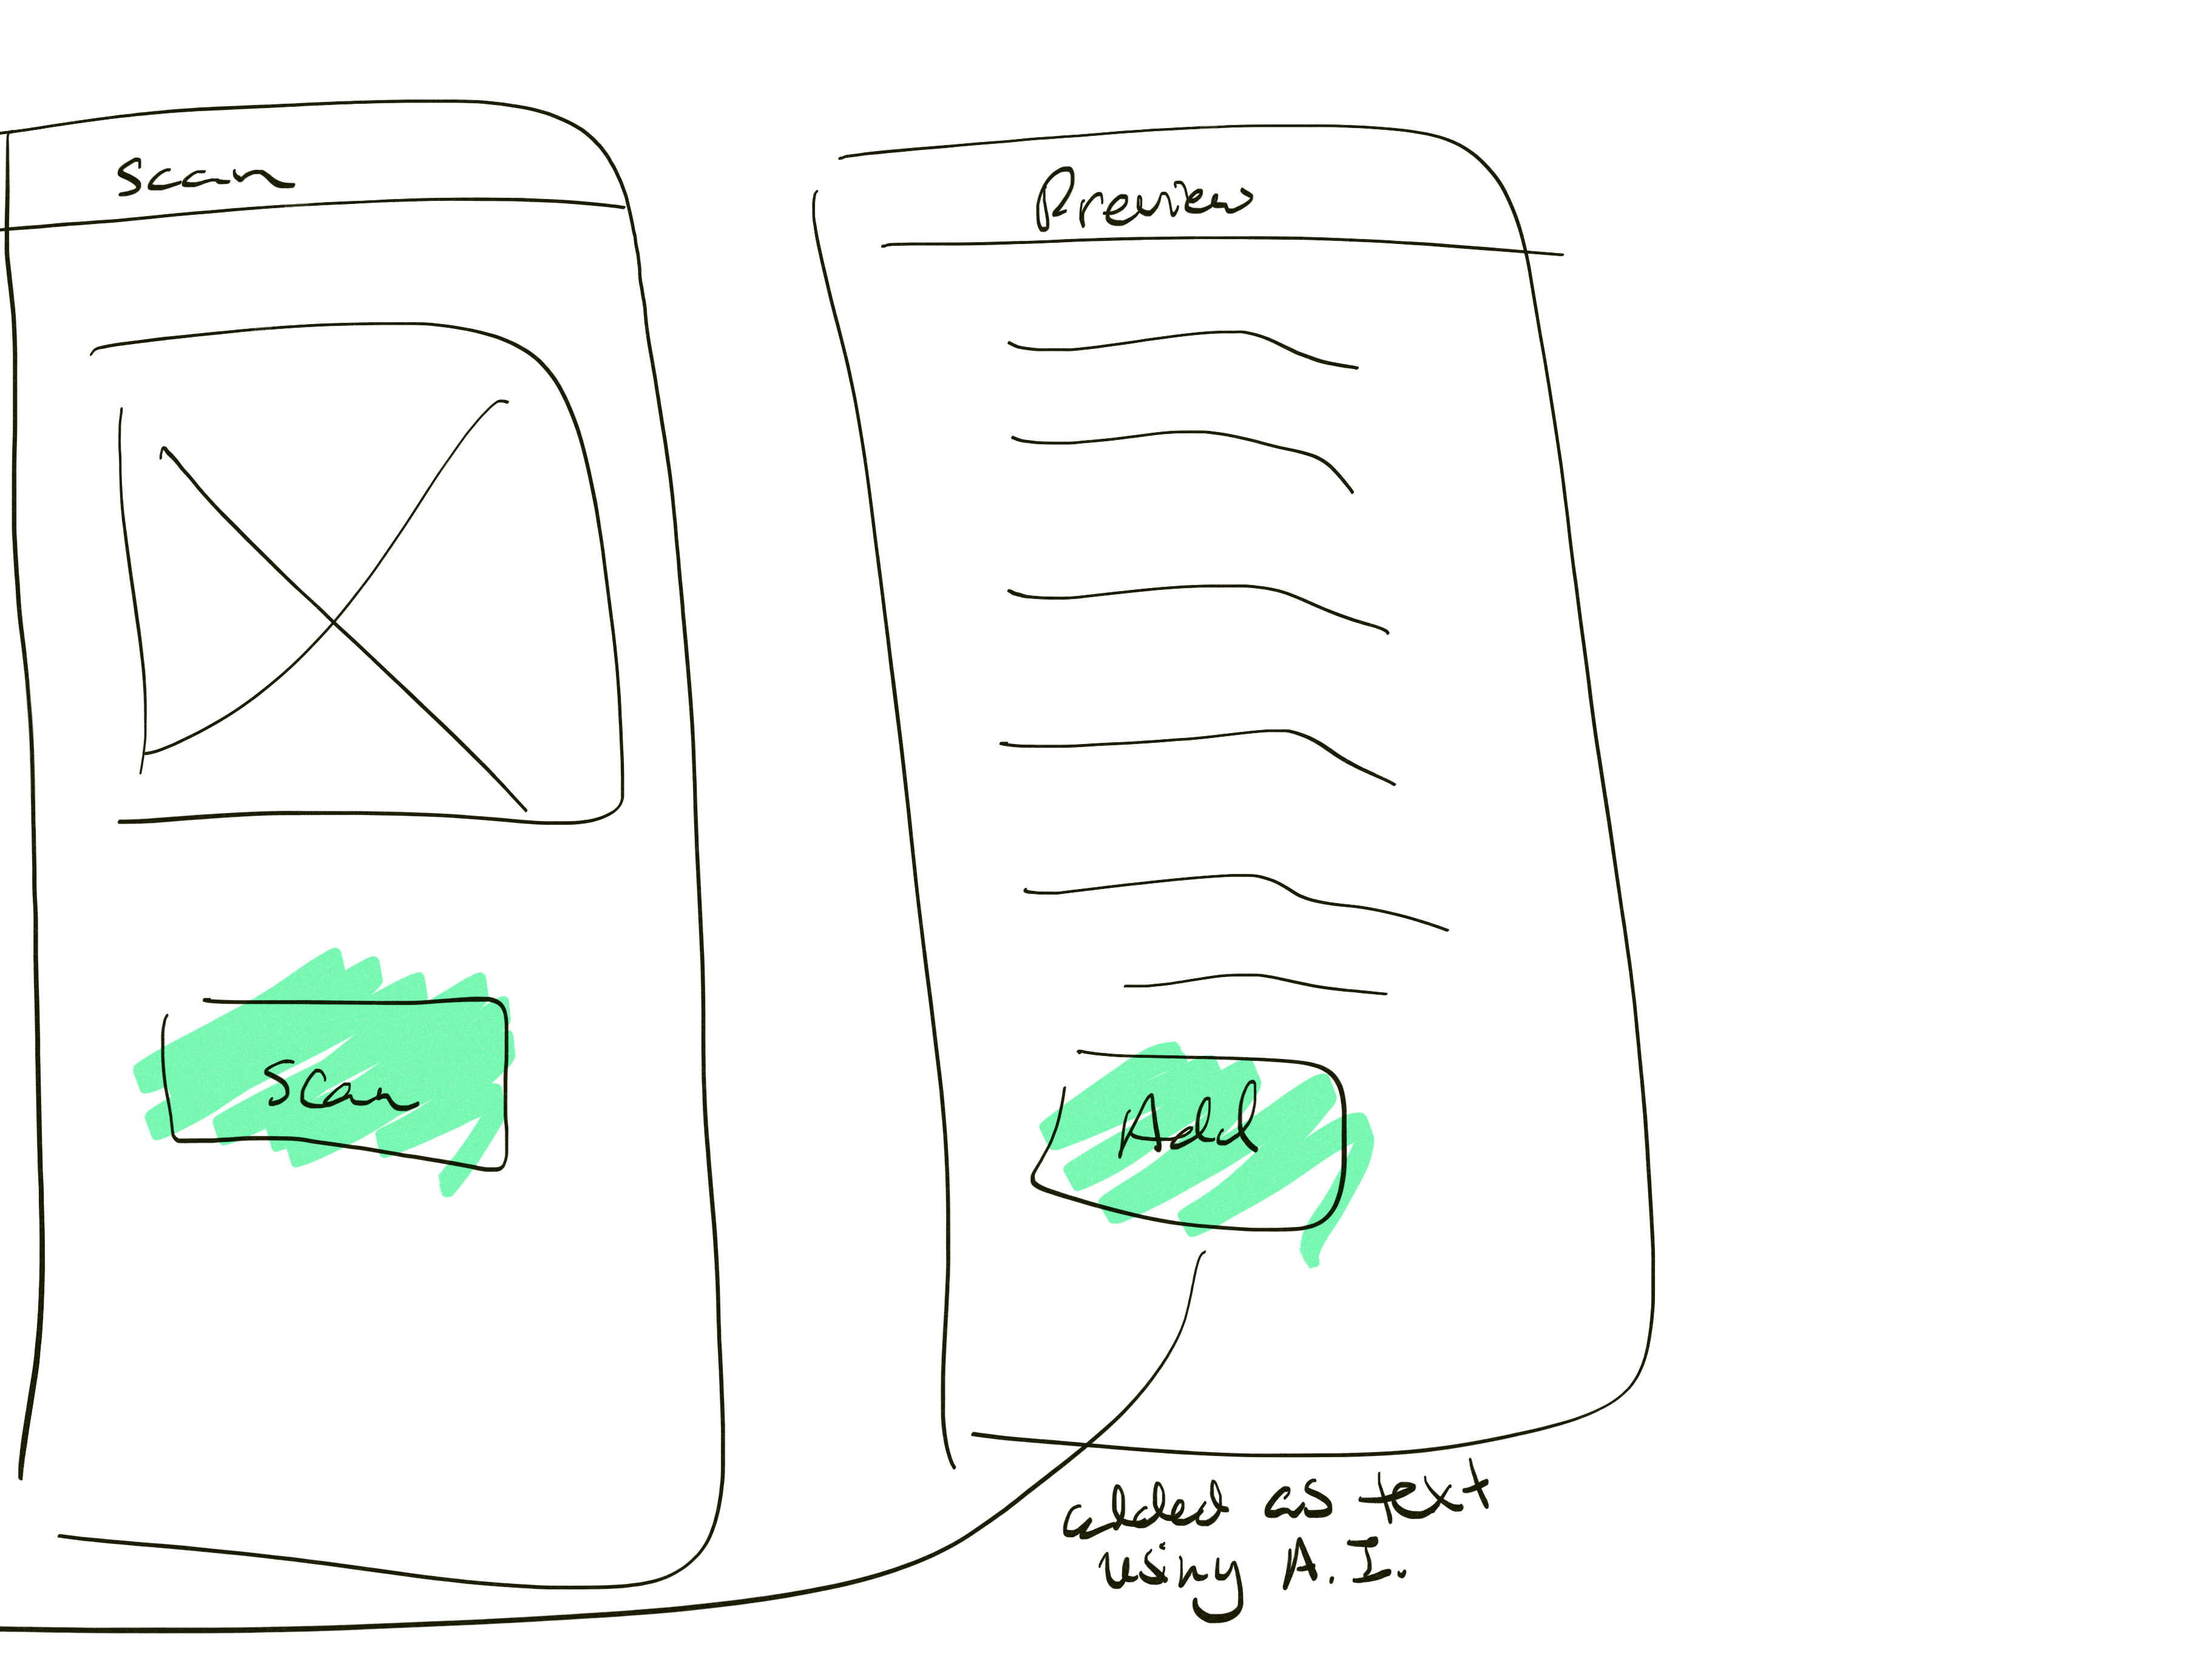 Scan
Preview
Scan
Add
added as text
using A.I.